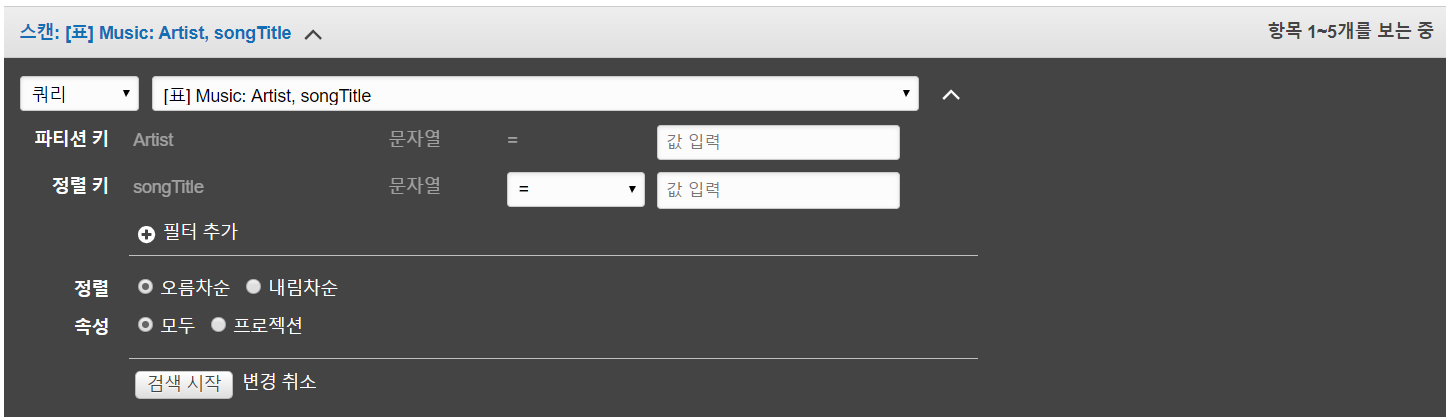 스캔: [표] Music: Artist, songTitle 항목 1~5개를 보는 중
쿼리 [표] Music: Artist, songTitle
파티션 키 Artist 문자열 = 값 입력
정렬 키 songTitle 문자열 = 값 입력
필터 추가
정렬 오름차순 내림차순
속성 모두 프로젝션
검색 시작 변경 취소